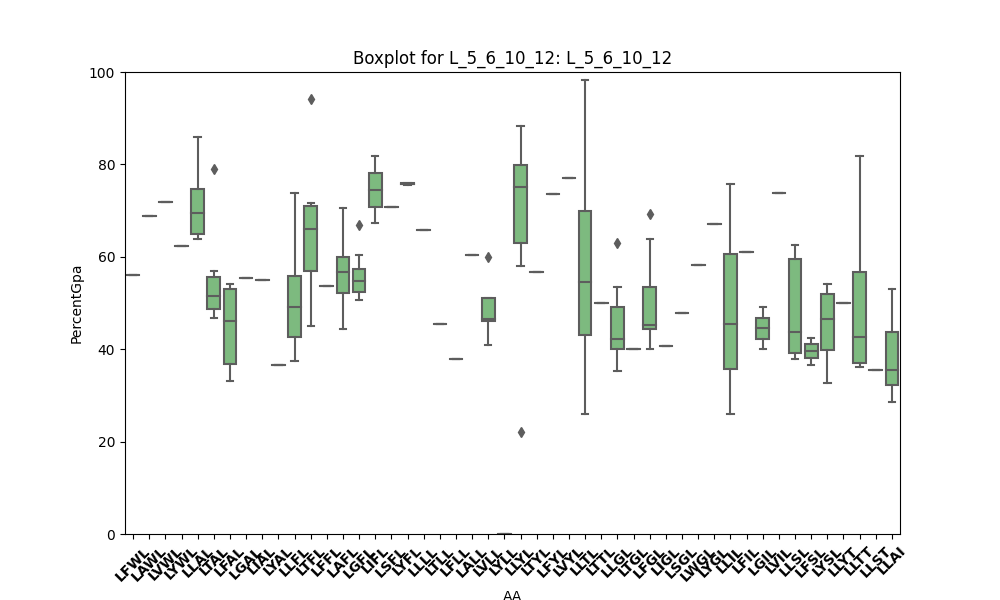 Boxplot for L_5_6_10_12: L_5_6_10_12
100
80
60
40
20
0
PercentGpa
LFWL LAWL LVWL LYWL LLAL LTAL LFAL LGAL LIAL LYAL LLFL LTFL LFFL LAFL LGFL LIFL LSFL LYFL LLLL LTLL LFLL LALL LVLL LYLL LLYL LTYL LFYL LVYL LLTL LTTL LLGL LTGL LFGL LIGL LSGL LWGL LYGL LLIL LFIL LGIL LVIL LLSL LFSL LYSL LLYT LLTT LLST LLAI
AA